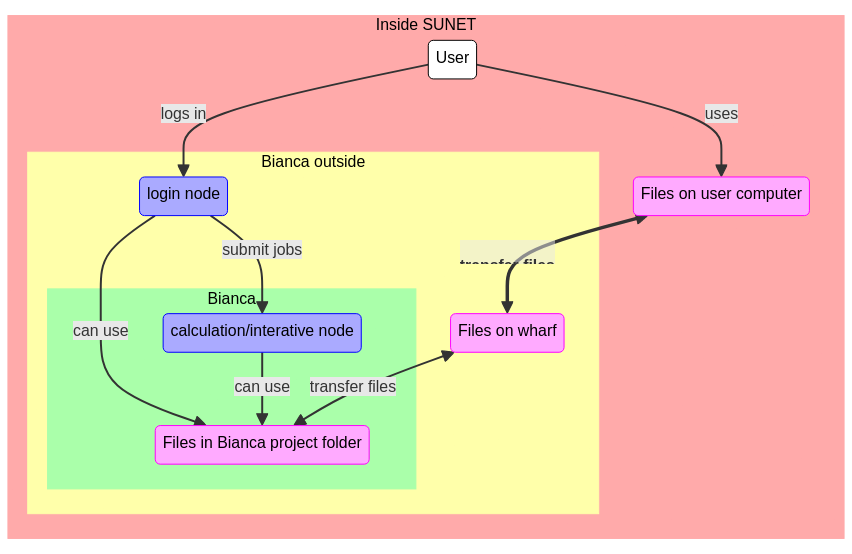 Inside SUNET
User
logs in
uses
Bianca outside
login node
Files on user computer
submit jobs
transfer files
Bianca
can use
calculation/interative node
Files on wharf
can use
transfer files
Files in Bianca project folder